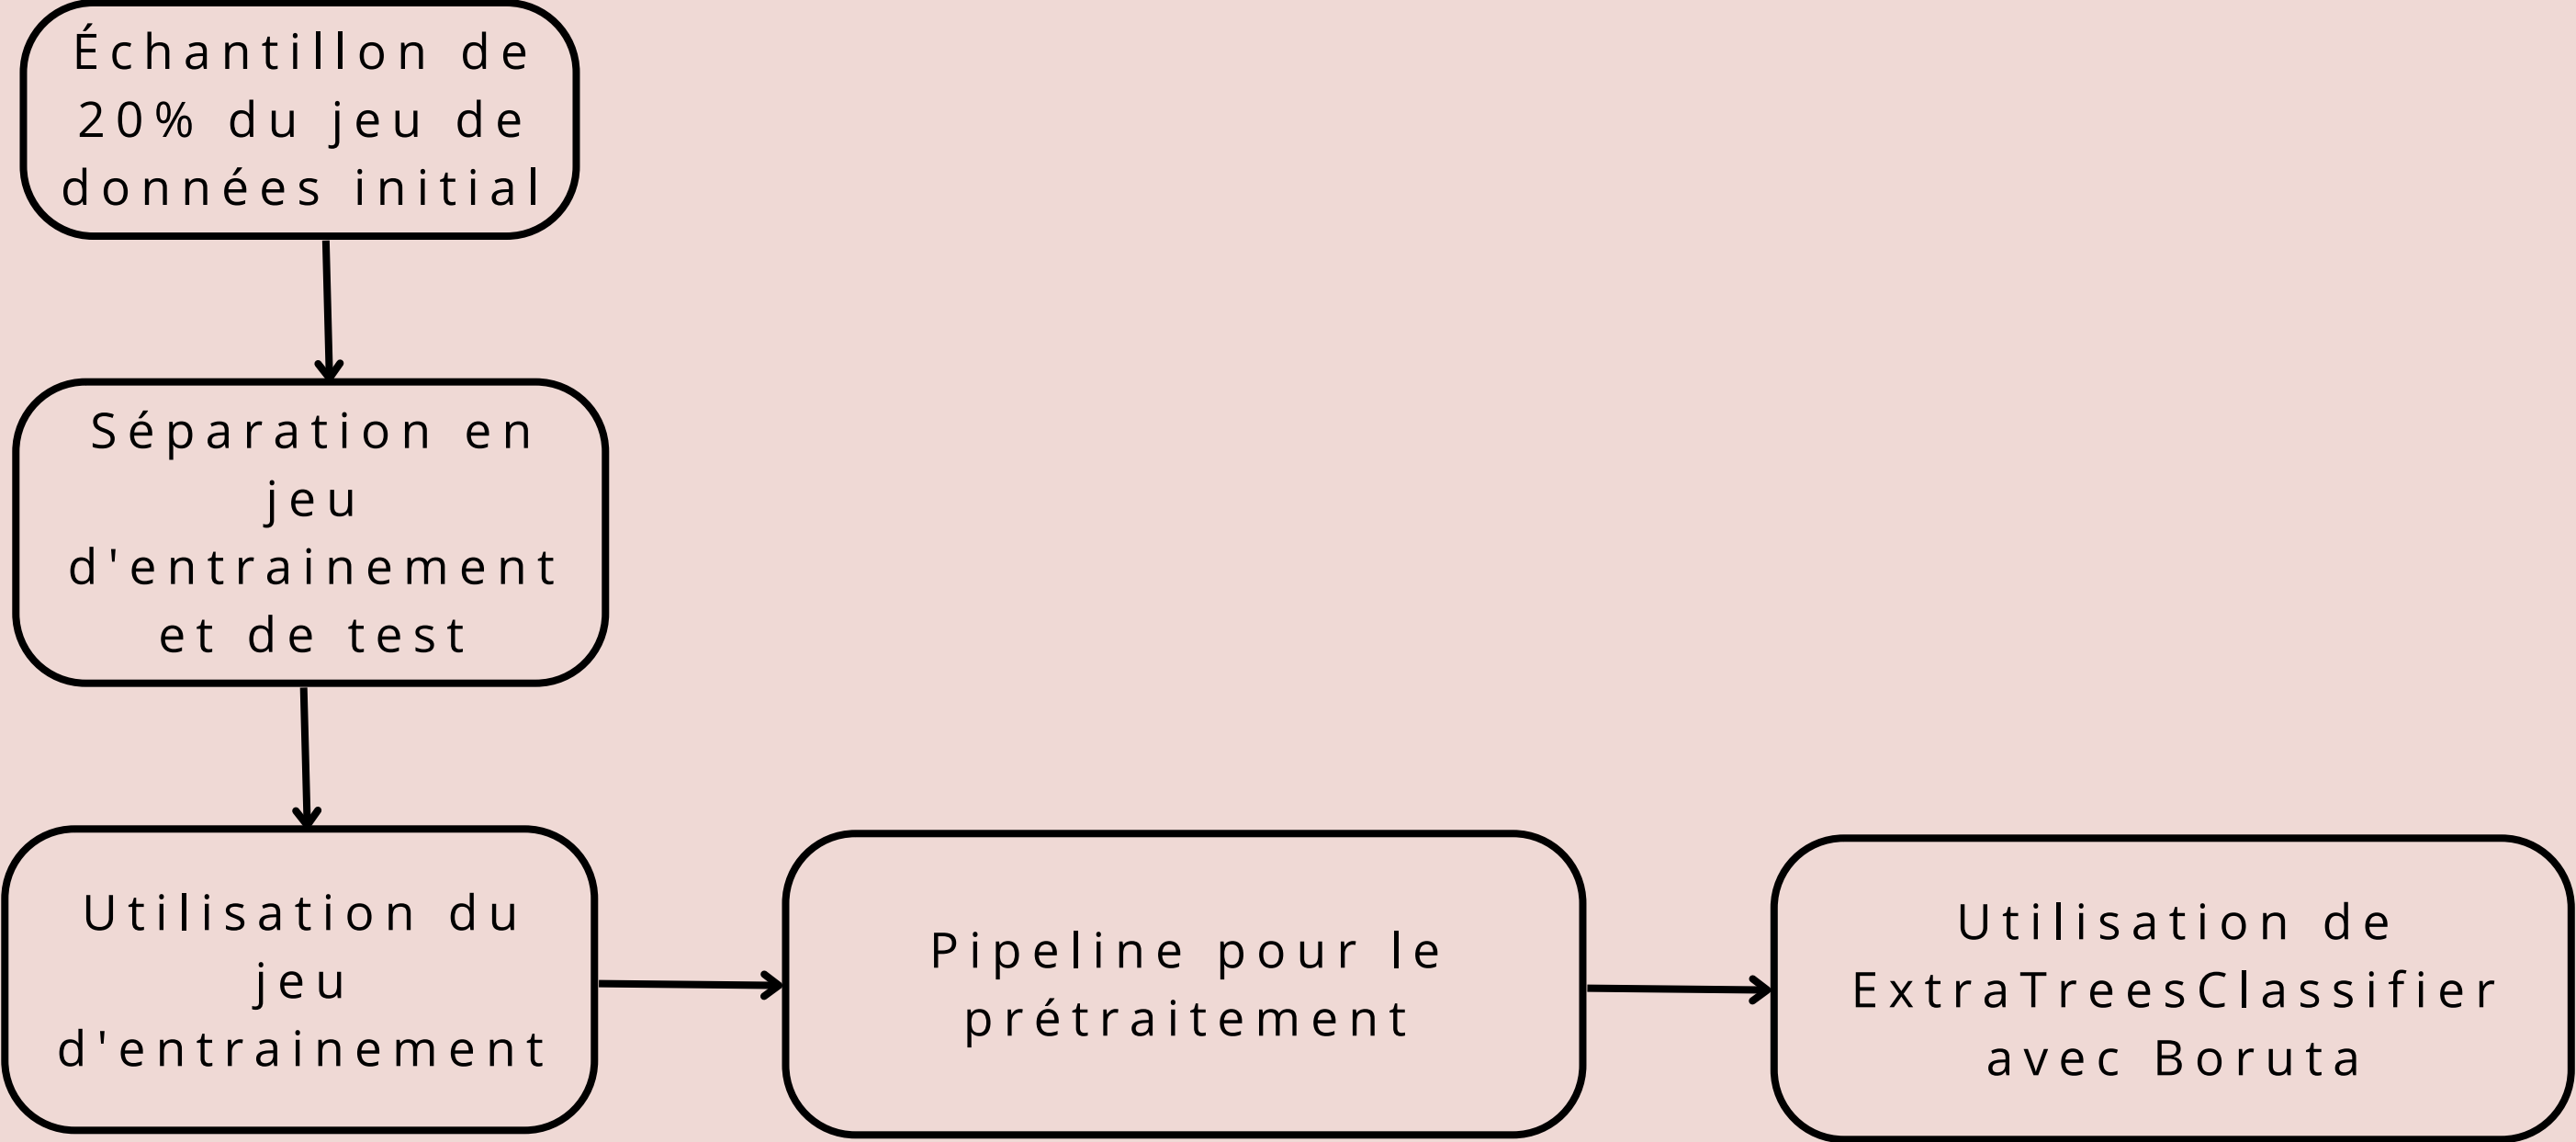 Échantillon de
20% du jeu de
données initial
Séparation en
jeu
d'entrainement
et de test
Utilisation du
jeu
d'entrainement
Pipeline pour le
prétraitement
Utilisation de
ExtraTreesClassifier
avec Boruta